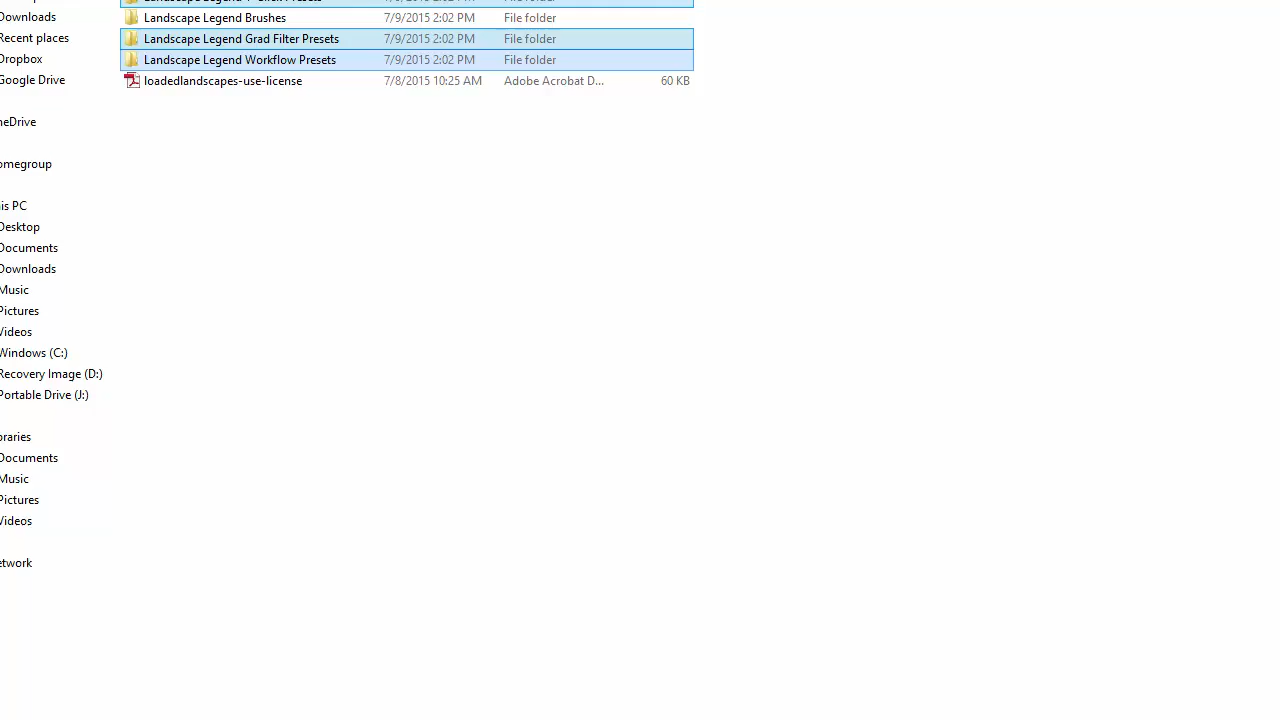 Downloads
Landscape Legend Brushes 7/9/2015 2:02 PM File folder
Recent places
Landscape Legend Grad Filter Presets 7/9/2015 2:02 PM File folder
Dropbox
Landscape Legend Workflow Presets 7/9/2015 2:02 PM File folder
Google Drive
loadedlandscapes-use-license 7/8/2015 10:25 AM Adobe Acrobat D... 60 KB
neDrive
omegroup
is PC
Desktop
Documents
Downloads
Music
Pictures
Videos
Windows (C:)
Recovery Image (D:)
Portable Drive (J:)
braries
Documents
Music
Pictures
Videos
etwork